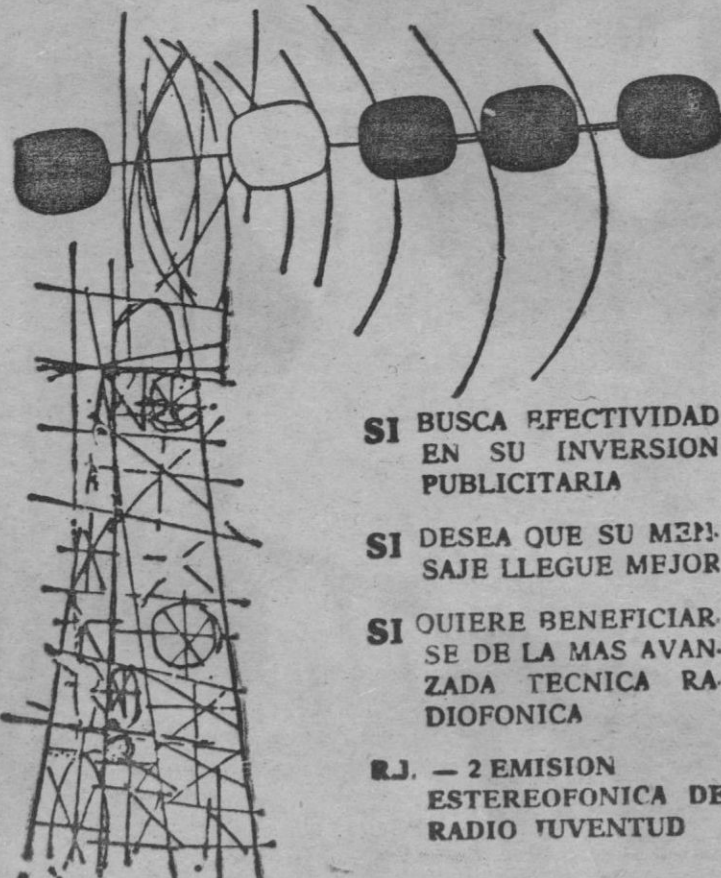 SI BUSCA EFECTIVIDAD
EN SU INVERSION
PUBLICITARIA
SI DESEA QUE SU MEN-
SAJE LLEGUE MEJOR
SI QUIERE BENEFICIAR-
SE DE LA MAS AVAN-
ZADA TECNICA RA-
DIOFONICA
R.J. — 2 EMISION
ESTEREOFONICA DE
RADIO JUVENTUD